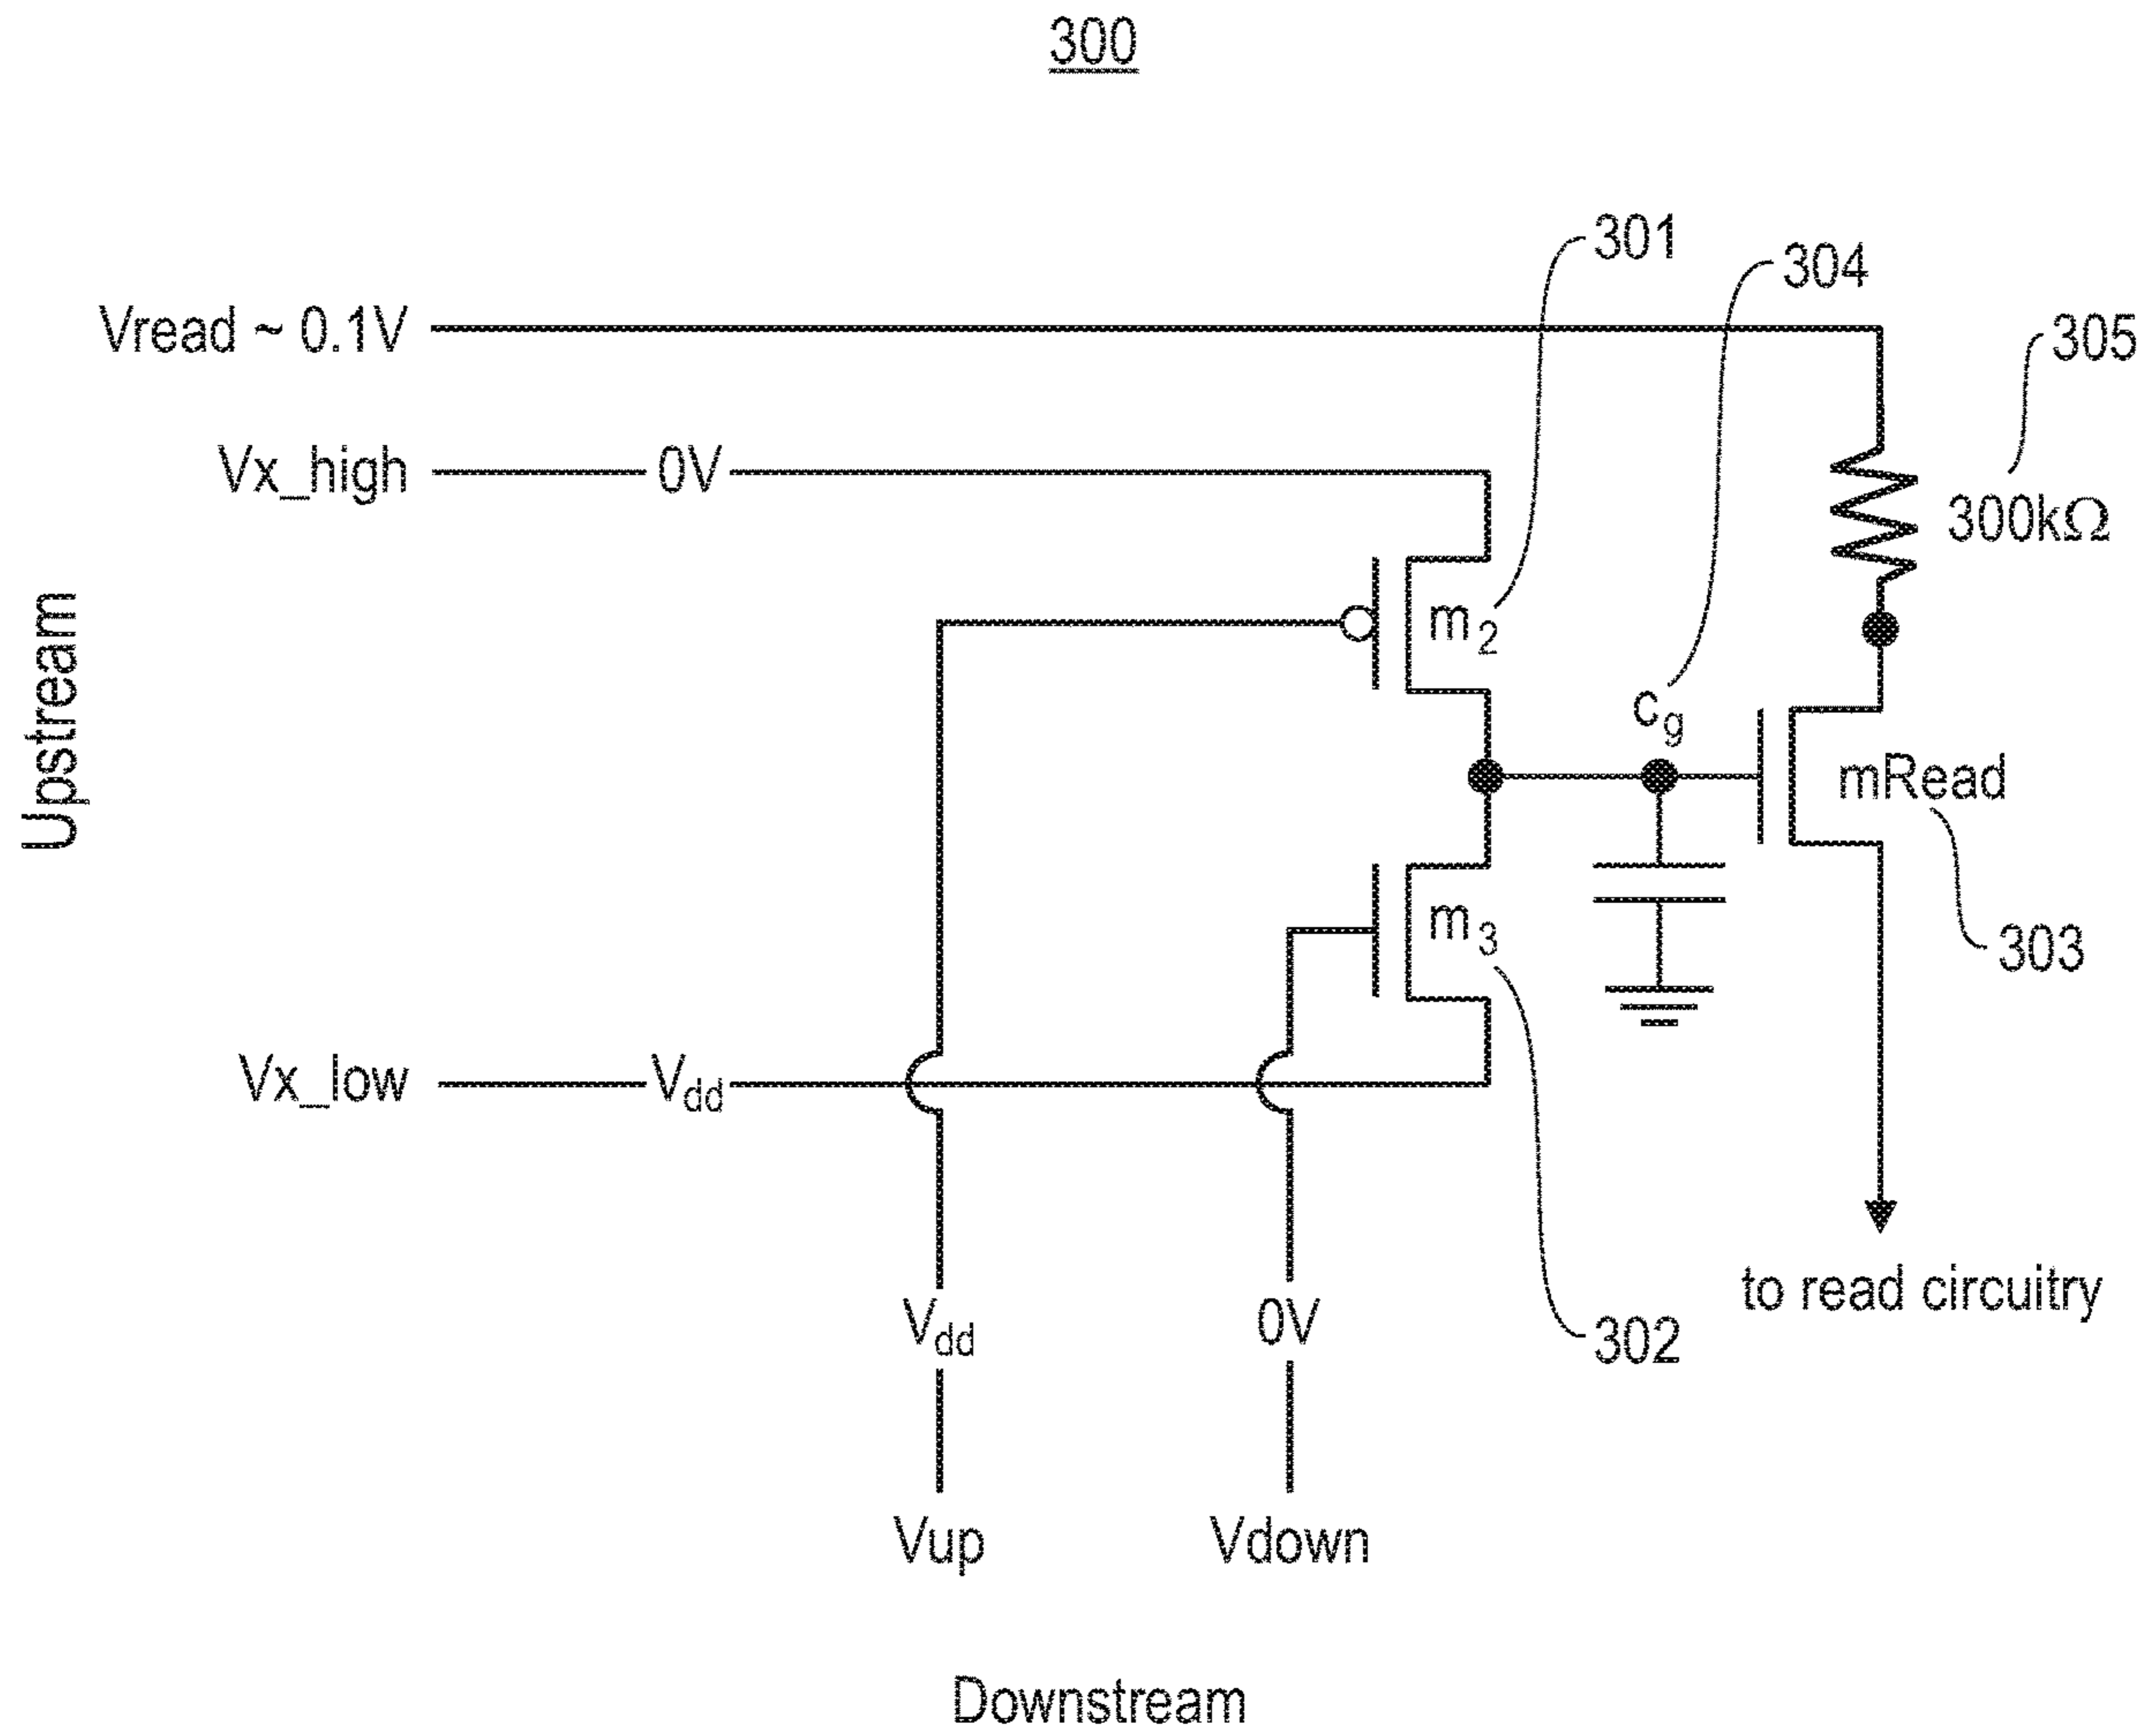 300
301
304
Vread ~ 0.1V
305
Vx_high
0V
300kΩ
m2
Upstream
cg
mRead
m3
303
Vx_low
Vdd
Vdd
0V
to read circuitry
302
Vup
Vdown
Downstream